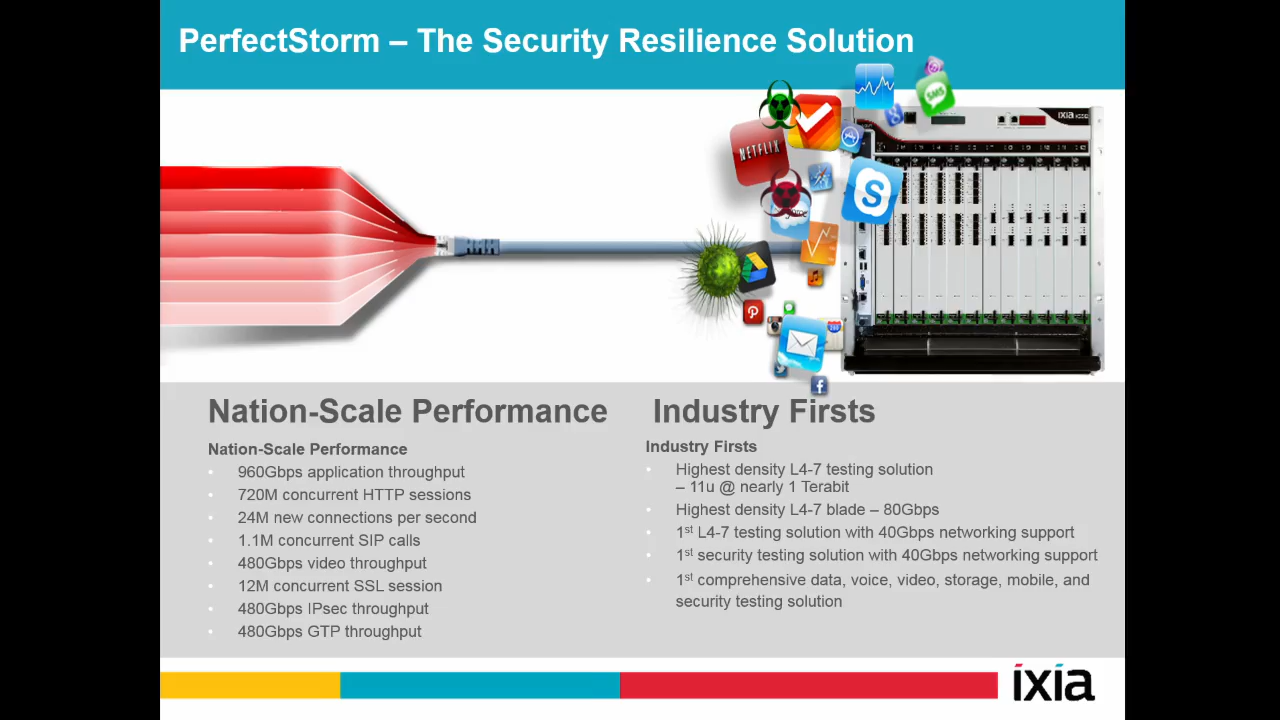 PerfectStorm – The Security Resilience Solution
SMS
NETFLIX
ixia
Nation-Scale Performance
Nation-Scale Performance
960Gbps application throughput
720M concurrent HTTP sessions
24M new connections per second
1.1M concurrent SIP calls
480Gbps video throughput
12M concurrent SSL session
480Gbps IPsec throughput
480Gbps GTP throughput
Industry Firsts
Industry Firsts
Highest density L4-7 testing solution
– 11u @ nearly 1 Terabit
Highest density L4-7 blade – 80Gbps
1st L4-7 testing solution with 40Gbps networking support
1st security testing solution with 40Gbps networking support
1st comprehensive data, voice, video, storage, mobile, and
security testing solution
ixia